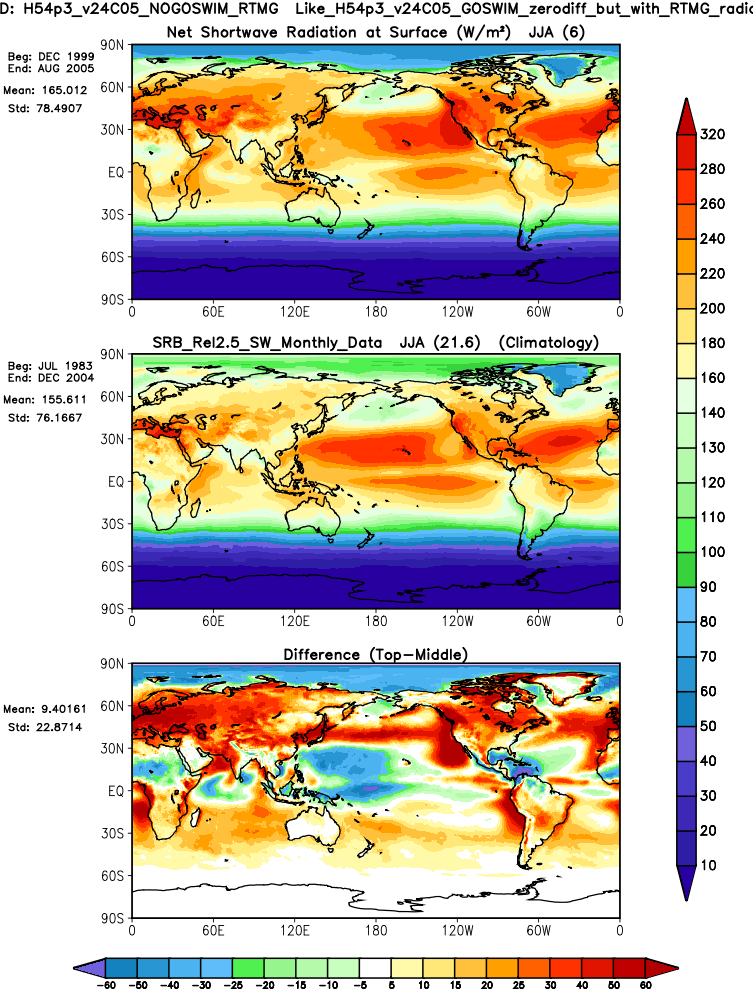 D: H54p3_v24C05_NOGOSWIM_RTMG Like_H54p3_v24C05_GOSWIM_zerodiff_but_with_RTMG_radic
Net Shortwave Radiation at Surface (W/m²) JJA (6)
Beg: DEC 1999
End: AUG 2005
Mean: 165.012
Std: 78.4907
90N
60N
30N
EQ
30S
60S
90S
0 60E 120E 180 120W 60W 0
SRB_Rel2.5_SW_Monthly_Data JJA (21.6) (Climatology)
Beg: JUL 1983
End: DEC 2004
Mean: 155.611
Std: 76.1667
90N
60N
30N
EQ
30S
60S
90S
0 60E 120E 180 120W 60W 0
Difference (Top-Middle)
Mean: 9.40161
Std: 22.8714
90N
60N
30N
EQ
30S
60S
90S
0 60E 120E 180 120W 60W 0
320
280
260
240
220
200
180
160
140
120
110
100
90
80
70
60
50
40
30
20
10
-60 -50 -40 -30 -25 -20 -15 -10 -5 5 10 15 20 25 30 40 50 60